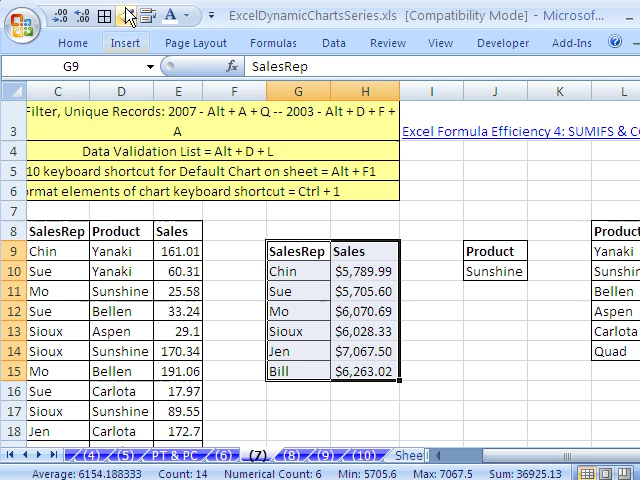 ExcelDynamicChartsSeries.xls [Compatibility Mode] - Microsof...
Home Insert Page Layout Formulas Data View Developer Add-Ins
G9 fx SalesRep
C D E F G H I J K L
3 Filter, Unique Records: 2007 - Alt + A + Q -- 2003 - Alt + D + F +
A
Excel Formula Efficiency 4: SUMIFS & C
4 Data Validation List = Alt + D + L
5 10 keyboard shortcut for Default Chart on sheet = Alt + F1
6 ormat elements of chart keyboard shortcut = Ctrl + 1
7
8 SalesRep Product Sales Produc
9 Chin Yanaki 161.01 SalesRep Sales Product Yanaki
10 Sue Yanaki 60.31 Chin $5,789.99 Sunshine Sunshin
11 Mo Sunshine 25.58 Sue $5,705.60 Bellen
12 Sue Bellen 33.24 Mo $6,070.69 Aspen
13 Sioux Aspen 29.1 Sioux $6,028.33 Carlota
14 Sioux Sunshine 170.34 Jen $7,067.50 Quad
15 Mo Bellen 191.06 Bill $6,263.02
16 Sue Carlota 17.97
17 Sioux Sunshine 89.55
18 Jen Carlota 172.7
(4) (5) PT & PC (6) (7) (8) (9) (10) Sheet
Average: 6154.188333 Count: 14 Numerical Count: 6 Min: 5705.6 Max: 7067.5 Sum: 36925.13